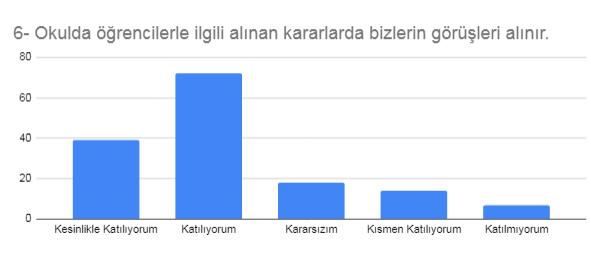 6- Okulda öğrencilerle ilgili alınan kararlarda bizlerin görüşleri alınır.
80
60
40
20
0
Kesinlikle Katılıyorum Katılıyorum Kararsızım Kısmen Katılıyorum Katılmıyorum